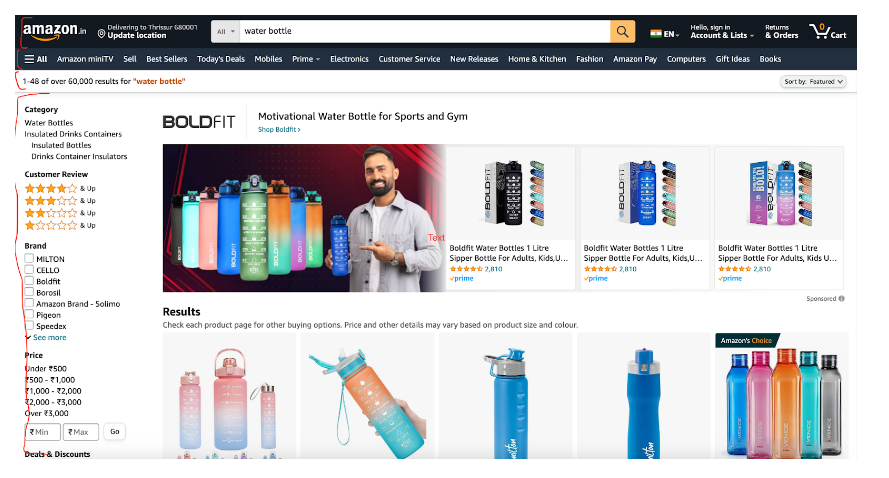 amazon.in
Delivering to Thrissur 680001
Update location
All
water bottle
EN
Hello, sign in
Account & Lists
Returns
& Orders
0
Cart
All
Amazon miniTV
Sell
Best Sellers
Today's Deals
Mobiles
Prime
Electronics
Customer Service
New Releases
Home & Kitchen
Fashion
Amazon Pay
Computers
Gift Ideas
Books
1-48 of over 60,000 results for "water bottle"
Sort by: Featured
Category
Water Bottles
Insulated Drinks Containers
Insulated Bottles
Drinks Container Insulators
Customer Review
& Up
& Up
& Up
& Up
Brand
MILTON
CELLO
Boldfit
Borosil
Amazon Brand - Solimo
Pigeon
Speedex
See more
Price
Under ₹500
₹500 - ₹1,000
₹1,000 - ₹2,000
₹2,000 - ₹3,000
Over ₹3,000
₹ Min
₹ Max
Go
Deals & Discounts
BOLDFIT
Motivational Water Bottle for Sports and Gym
Shop Boldfit ›
BOLDFIT
BOLDFIT
BOLDFIT
BOLDFIT
BOLDFIT
Text
BOLDFIT
Boldfit Water Bottles 1 Litre
Sipper Bottle For Adults, Kids,U...
2,810
prime
BOLDFIT
Boldfit Water Bottles 1 Litre
Sipper Bottle For Adults, Kids,U...
2,810
prime
BOLDFIT
Boldfit Water Bottles 1 Litre
Sipper Bottle For Adults, Kids,U...
2,810
prime
Sponsored
Results
Check each product page for other buying options. Price and other details may vary based on product size and colour.
Amazon's Choice